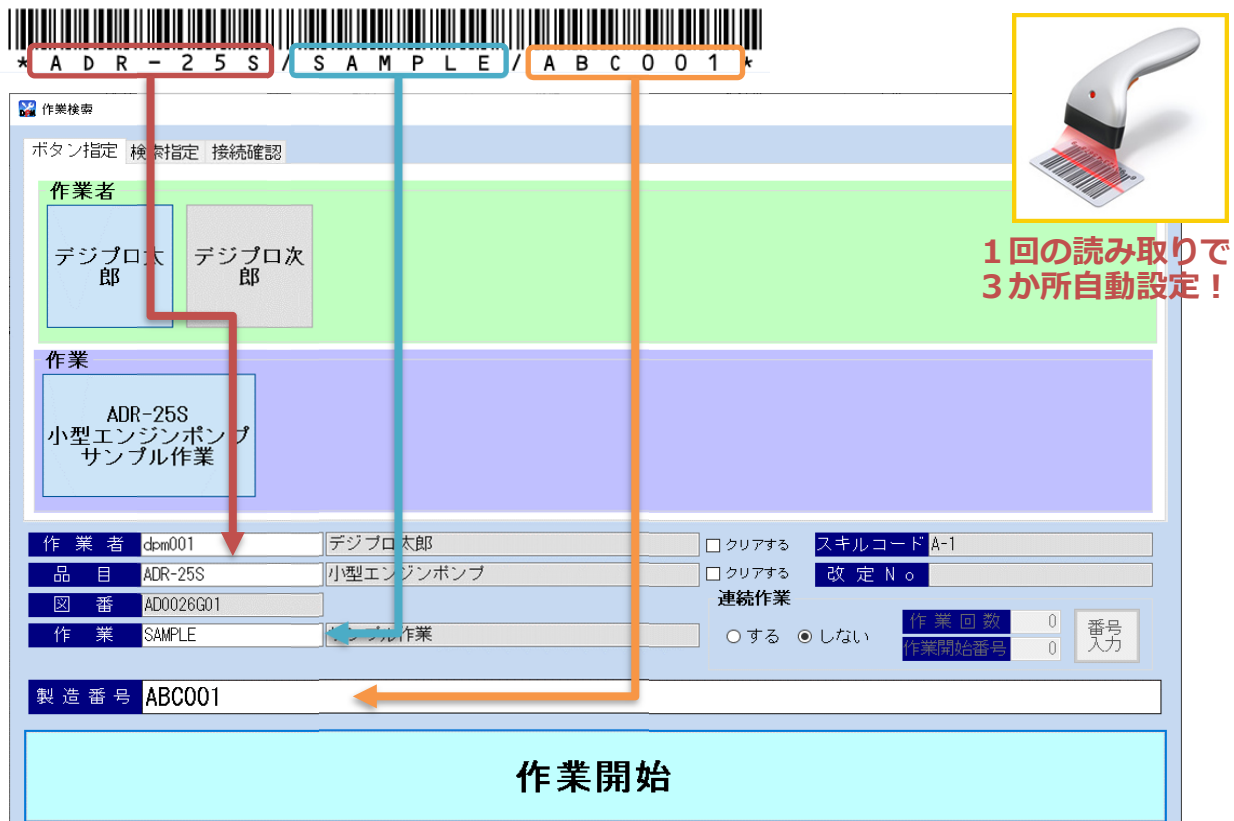 *ADR-25S/SAMPLE/ABC001*
作業検索
ボタン指定 検索指定 接続確認
1回の読み取りで
3か所自動設定！
作業者
デジプロ太
郎
デジプロ次
郎
作業
ADR-25S
小型エンジンポンプ
サンプル作業
作業者 dpm001 デジプロ太郎 クリアする スキルコード A-1
品目 ADR-25S 小型エンジンポンプ クリアする 改定No
図番 AD0026G01
作業 SAMPLE サンプル作業
連続作業
する しない
作業回数 0
作業開始番号 0
番号
入力
製造番号 ABC001
作業開始